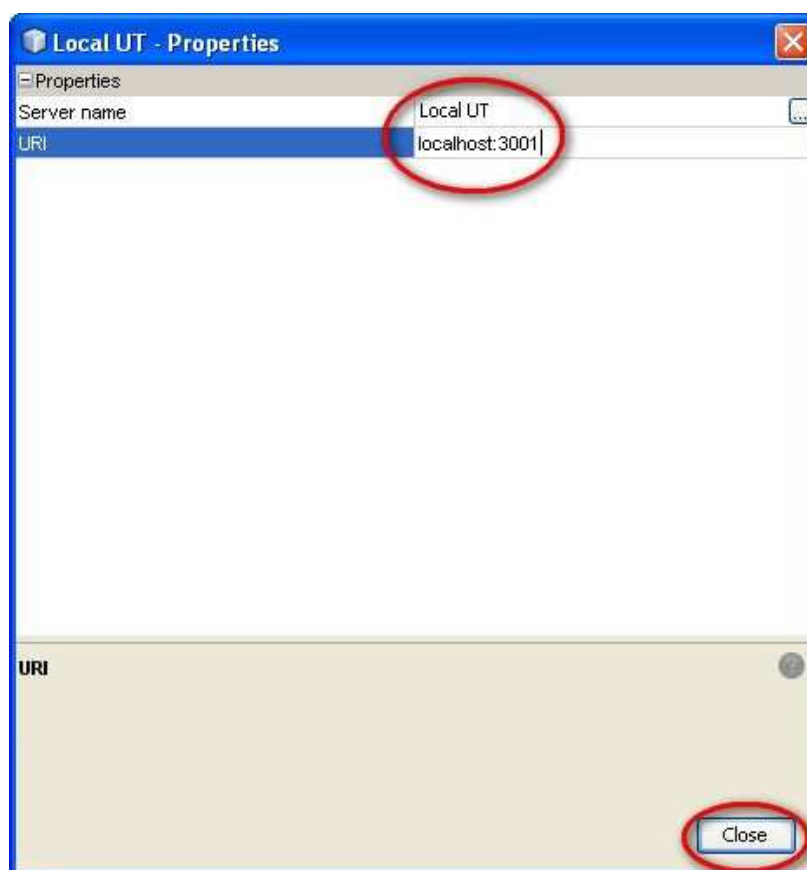 Local UT - Properties
Properties
Server name Local UT ...
URI localhost:3001
URI
Close